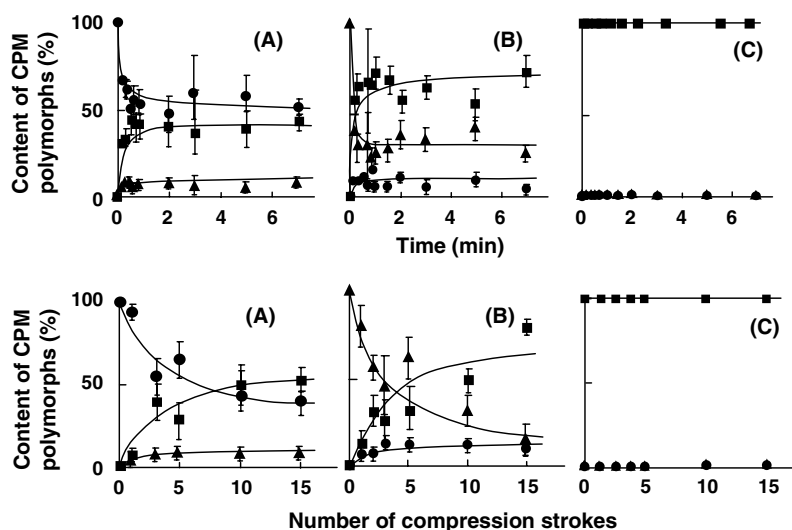 Content of CPM
polymorphs (%)
100
50
0
(A)
0 2 4 6
(B)
0 2 4 6
(C)
0 2 4 6
Time (min)
Content of CPM
polymorphs (%)
100
50
0
(A)
0 5 10 15
(B)
0 5 10 15
(C)
0 5 10 15
Number of compression strokes